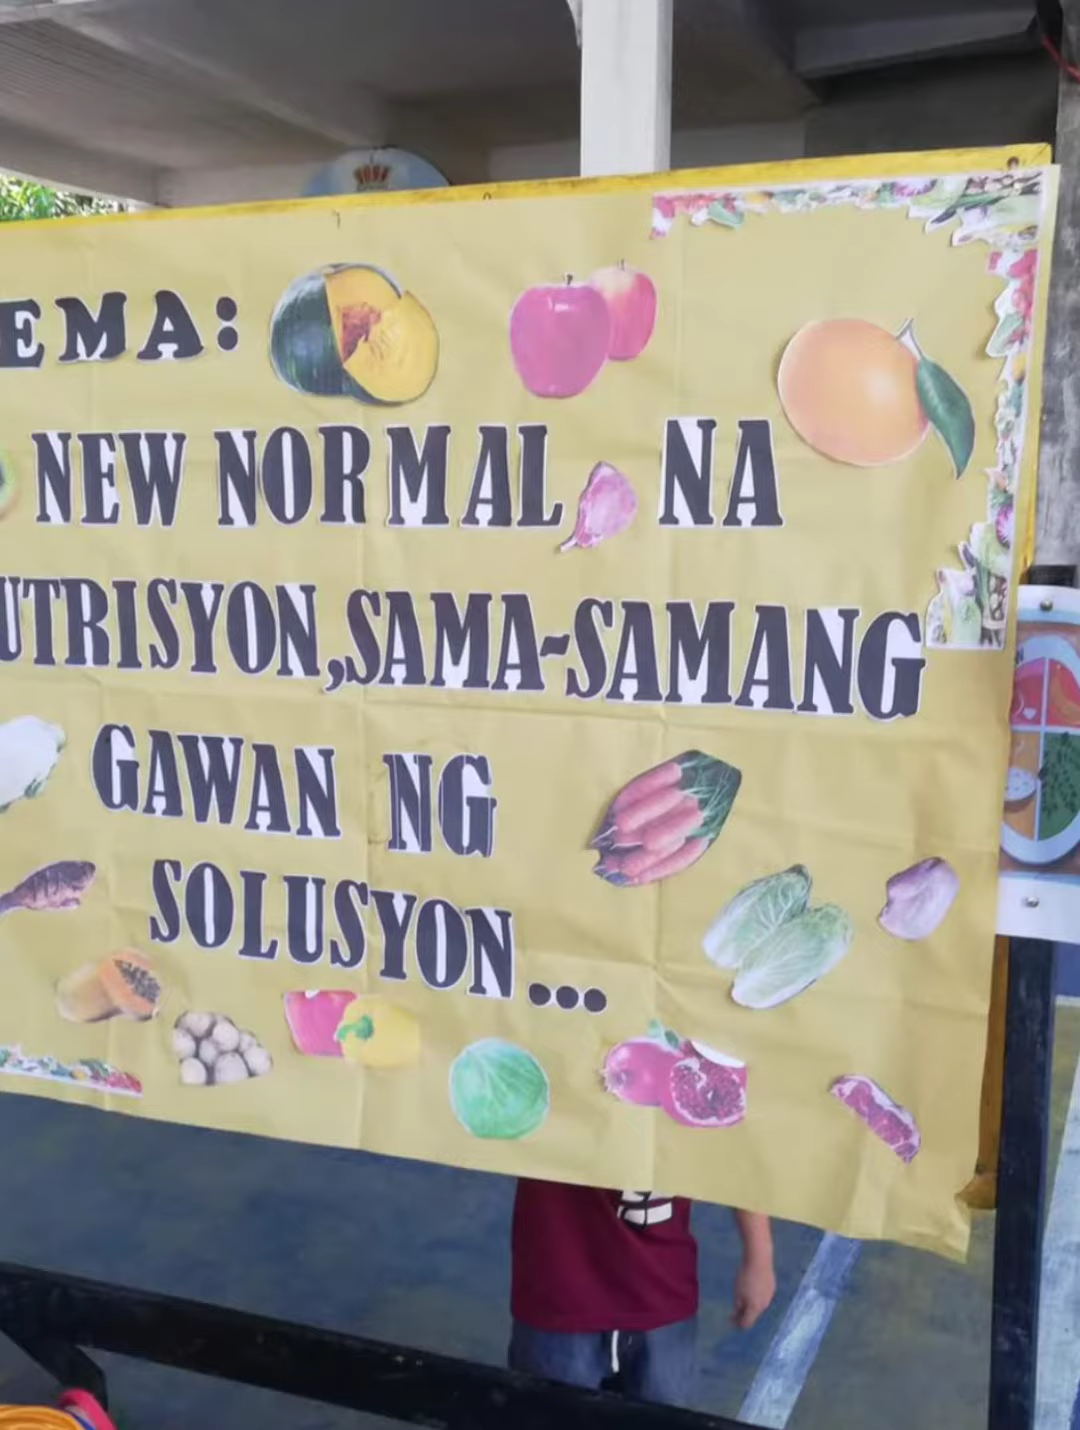 EMA:
NEW NORMAL NA
UTRISYON,SAMA-SAMANG
GAWAN NG
SOLUSYON...